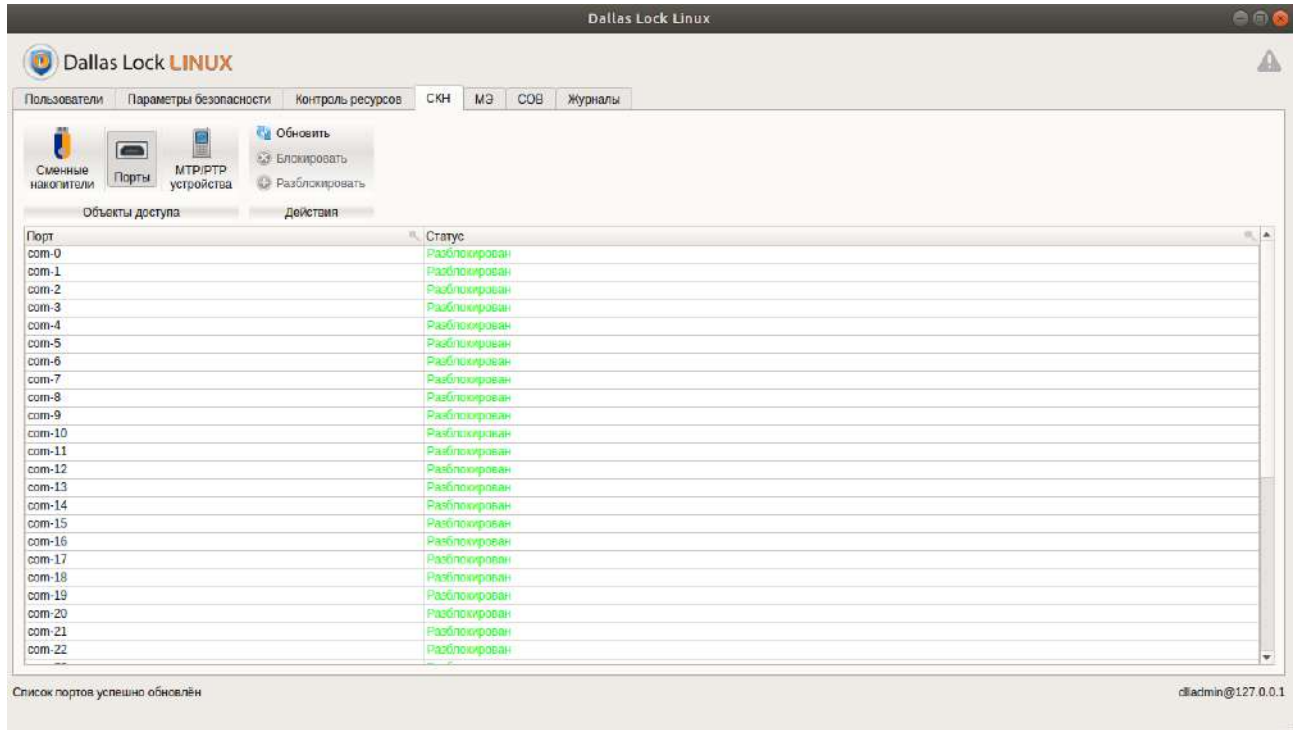 Dallas Lock Linux
Dallas Lock LINUX
Пользователи Параметры безопасности Контроль ресурсов СКН МЭ СОВ Журналы
Сменные накопители
Порты
MTP/PTP устройства
Обновить
Блокировать
Разблокировать
Объекты доступа Действия
Порт Статус
com-0 Разблокирован
com-1 Разблокирован
com-2 Разблокирован
com-3 Разблокирован
com-4 Разблокирован
com-5 Разблокирован
com-6 Разблокирован
com-7 Разблокирован
com-8 Разблокирован
com-9 Разблокирован
com-10 Разблокирован
com-11 Разблокирован
com-12 Разблокирован
com-13 Разблокирован
com-14 Разблокирован
com-15 Разблокирован
com-16 Разблокирован
com-17 Разблокирован
com-18 Разблокирован
com-19 Разблокирован
com-20 Разблокирован
com-21 Разблокирован
com-22 Разблокирован
Список портов успешно обновлён dlladmin@127.0.0.1